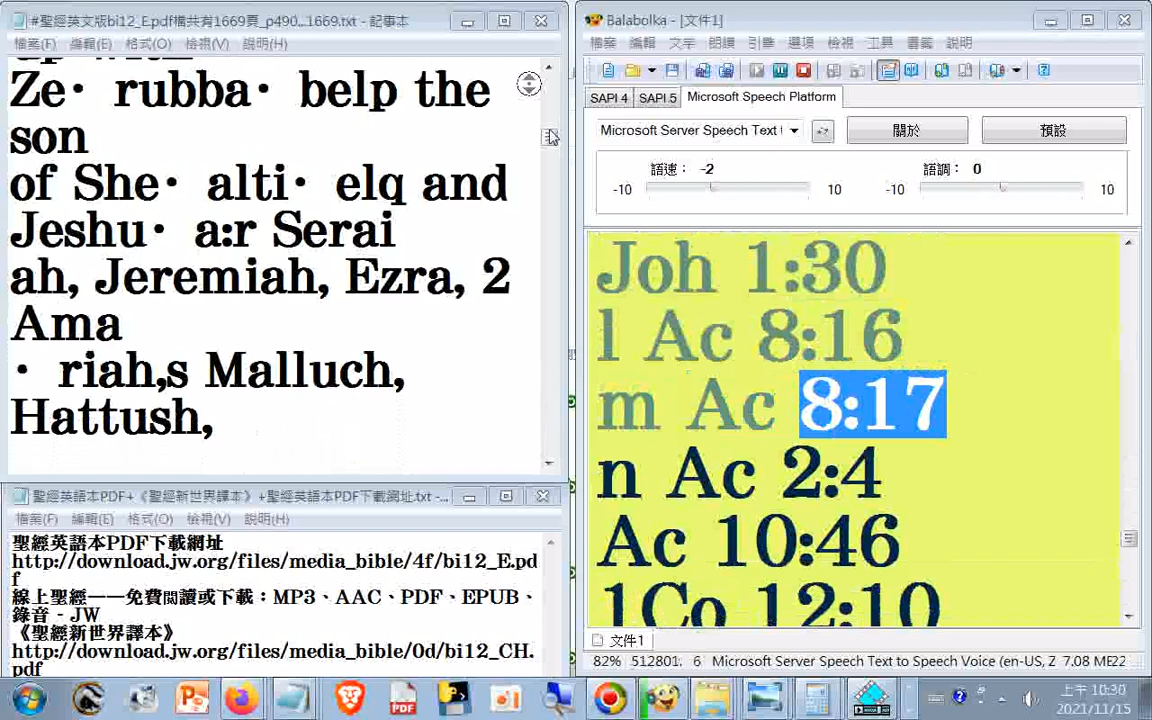 #聖經英文版bi12_E.pdf檔共有1669頁_p490,..1669.txt - 記事本
檔案(F) 編輯(E) 格式(O) 檢視(V) 說明(H)
Ze· rubba· belp the
son
of She· alti· elq and
Jeshu· a:r Serai
ah, Jeremiah, Ezra, 2
Ama
· riah,s Malluch,
Hattush,
聖經英語本PDF+《聖經新世界譯本》+聖經英語本PDF下載網址.txt -...
檔案(F) 編輯(E) 格式(O) 檢視(V) 說明(H)
聖經英語本PDF下載網址
http://download.jw.org/files/media_bible/4f/bi12_E.pd
f
線上聖經——免費閱讀或下載：MP3、AAC、PDF、EPUB、
錄音 - JW
《聖經新世界譯本》
http://download.jw.org/files/media_bible/0d/bi12_CH.
pdf
Balabolka - [文件1]
檔案 編輯 文字 朗讀 引擎 選項 檢視 工具 書籤 說明
SAPI 4 SAPI 5 Microsoft Speech Platform
Microsoft Server Speech Text 關於 預設
語速： -2 語調： 0
-10 10 -10 10
Joh 1:30
l Ac 8:16
m Ac 8:17
n Ac 2:4
Ac 10:46
1Co 12:10
文件1
82% 512801. 6 Microsoft Server Speech Text to Speech Voice (en-US, Z 7.08 ME22
PDF
上午 10:30
2021/11/15